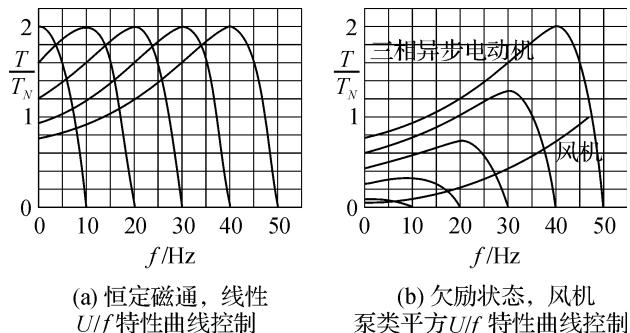 2
T
T_N
1
0
0 10 20 30 40 50
f/Hz
(a) 恒定磁通，线性
U/f 特性曲线控制
2
三相异步电动机
T
T_N
1
风机
0
0 10 20 30 40 50
f/Hz
(b) 欠励状态，风机
泵类平方U/f 特性曲线控制